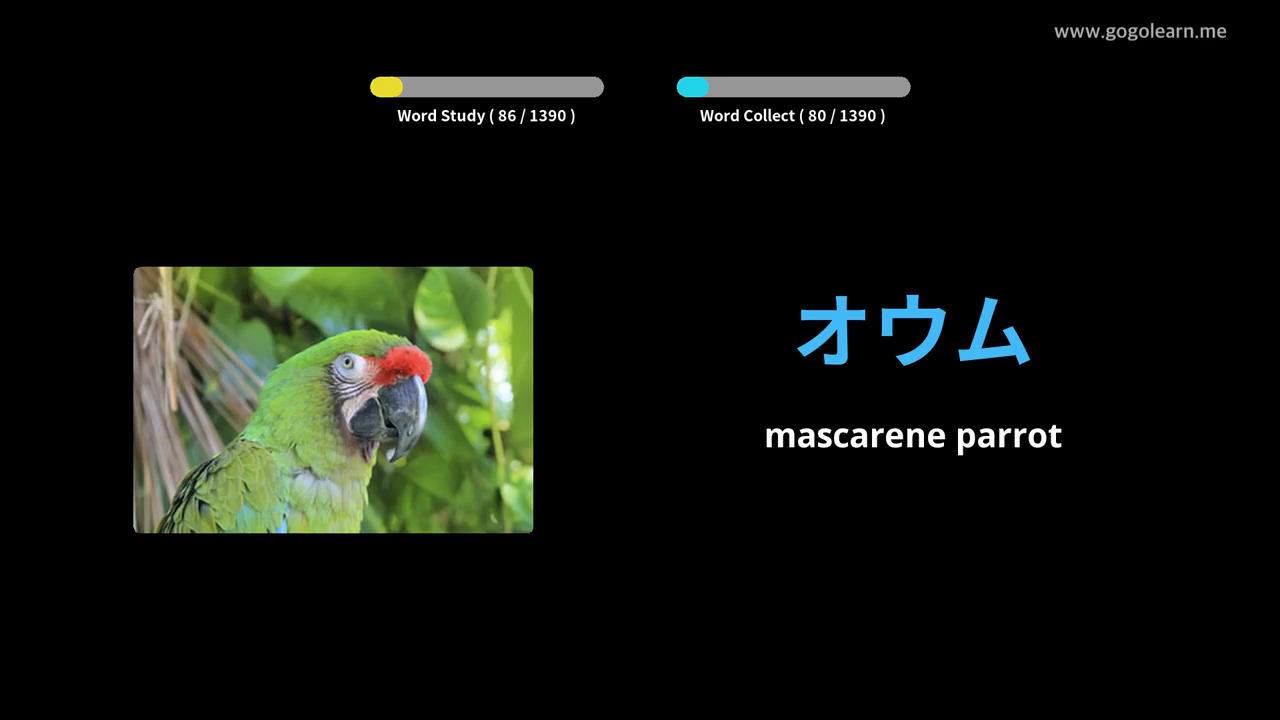 www.gogolearn.me
Word Study ( 86 / 1390 )
Word Collect ( 80 / 1390 )
オウム
mascarene parrot